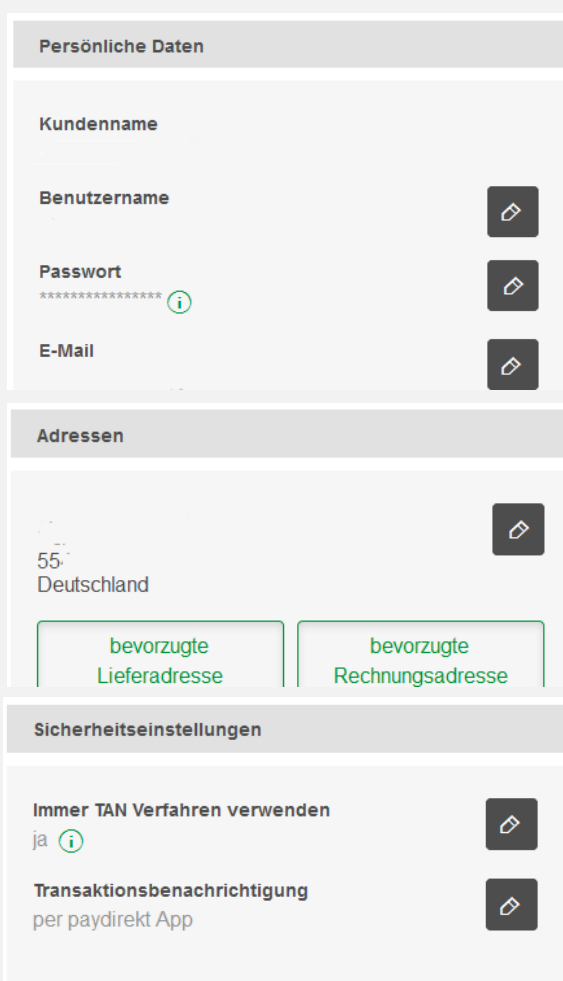 Persönliche Daten
Kundenname
Benutzername
Passwort
****************
i
E-Mail
Adressen
55
Deutschland
bevorzugte
Lieferadresse
bevorzugte
Rechnungsadresse
Sicherheitseinstellungen
Immer TAN Verfahren verwenden
ja i
Transaktionsbenachrichtigung
per paydirekt App